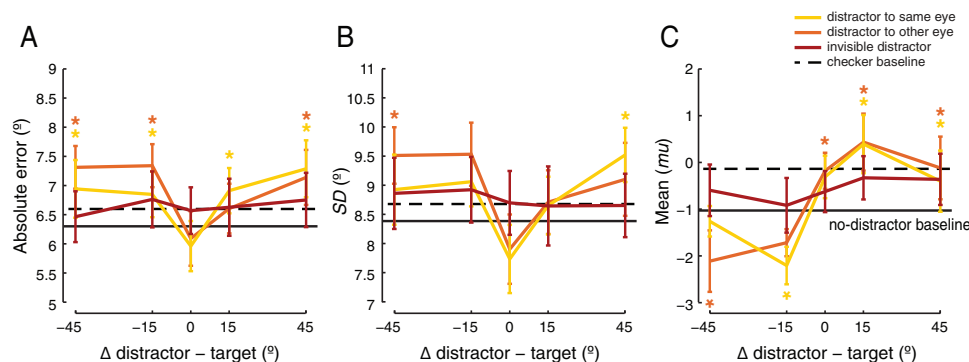 distractor to same eye
distractor to other eye
invisible distractor
checker baseline
A
B
C
Absolute error (º)
9
8.5
8
7.5
7
6.5
6
5.5
5
−45
−15
0
15
45
Δ distractor – target (º)
SD (º)
11
10.5
10
9.5
9
8.5
8
7.5
7
−45
−15
0
15
45
Δ distractor – target (º)
Mean (mu)
2
1
0
−1
−2
−3
no-distractor baseline
−45
−15
0
15
45
Δ distractor – target (º)